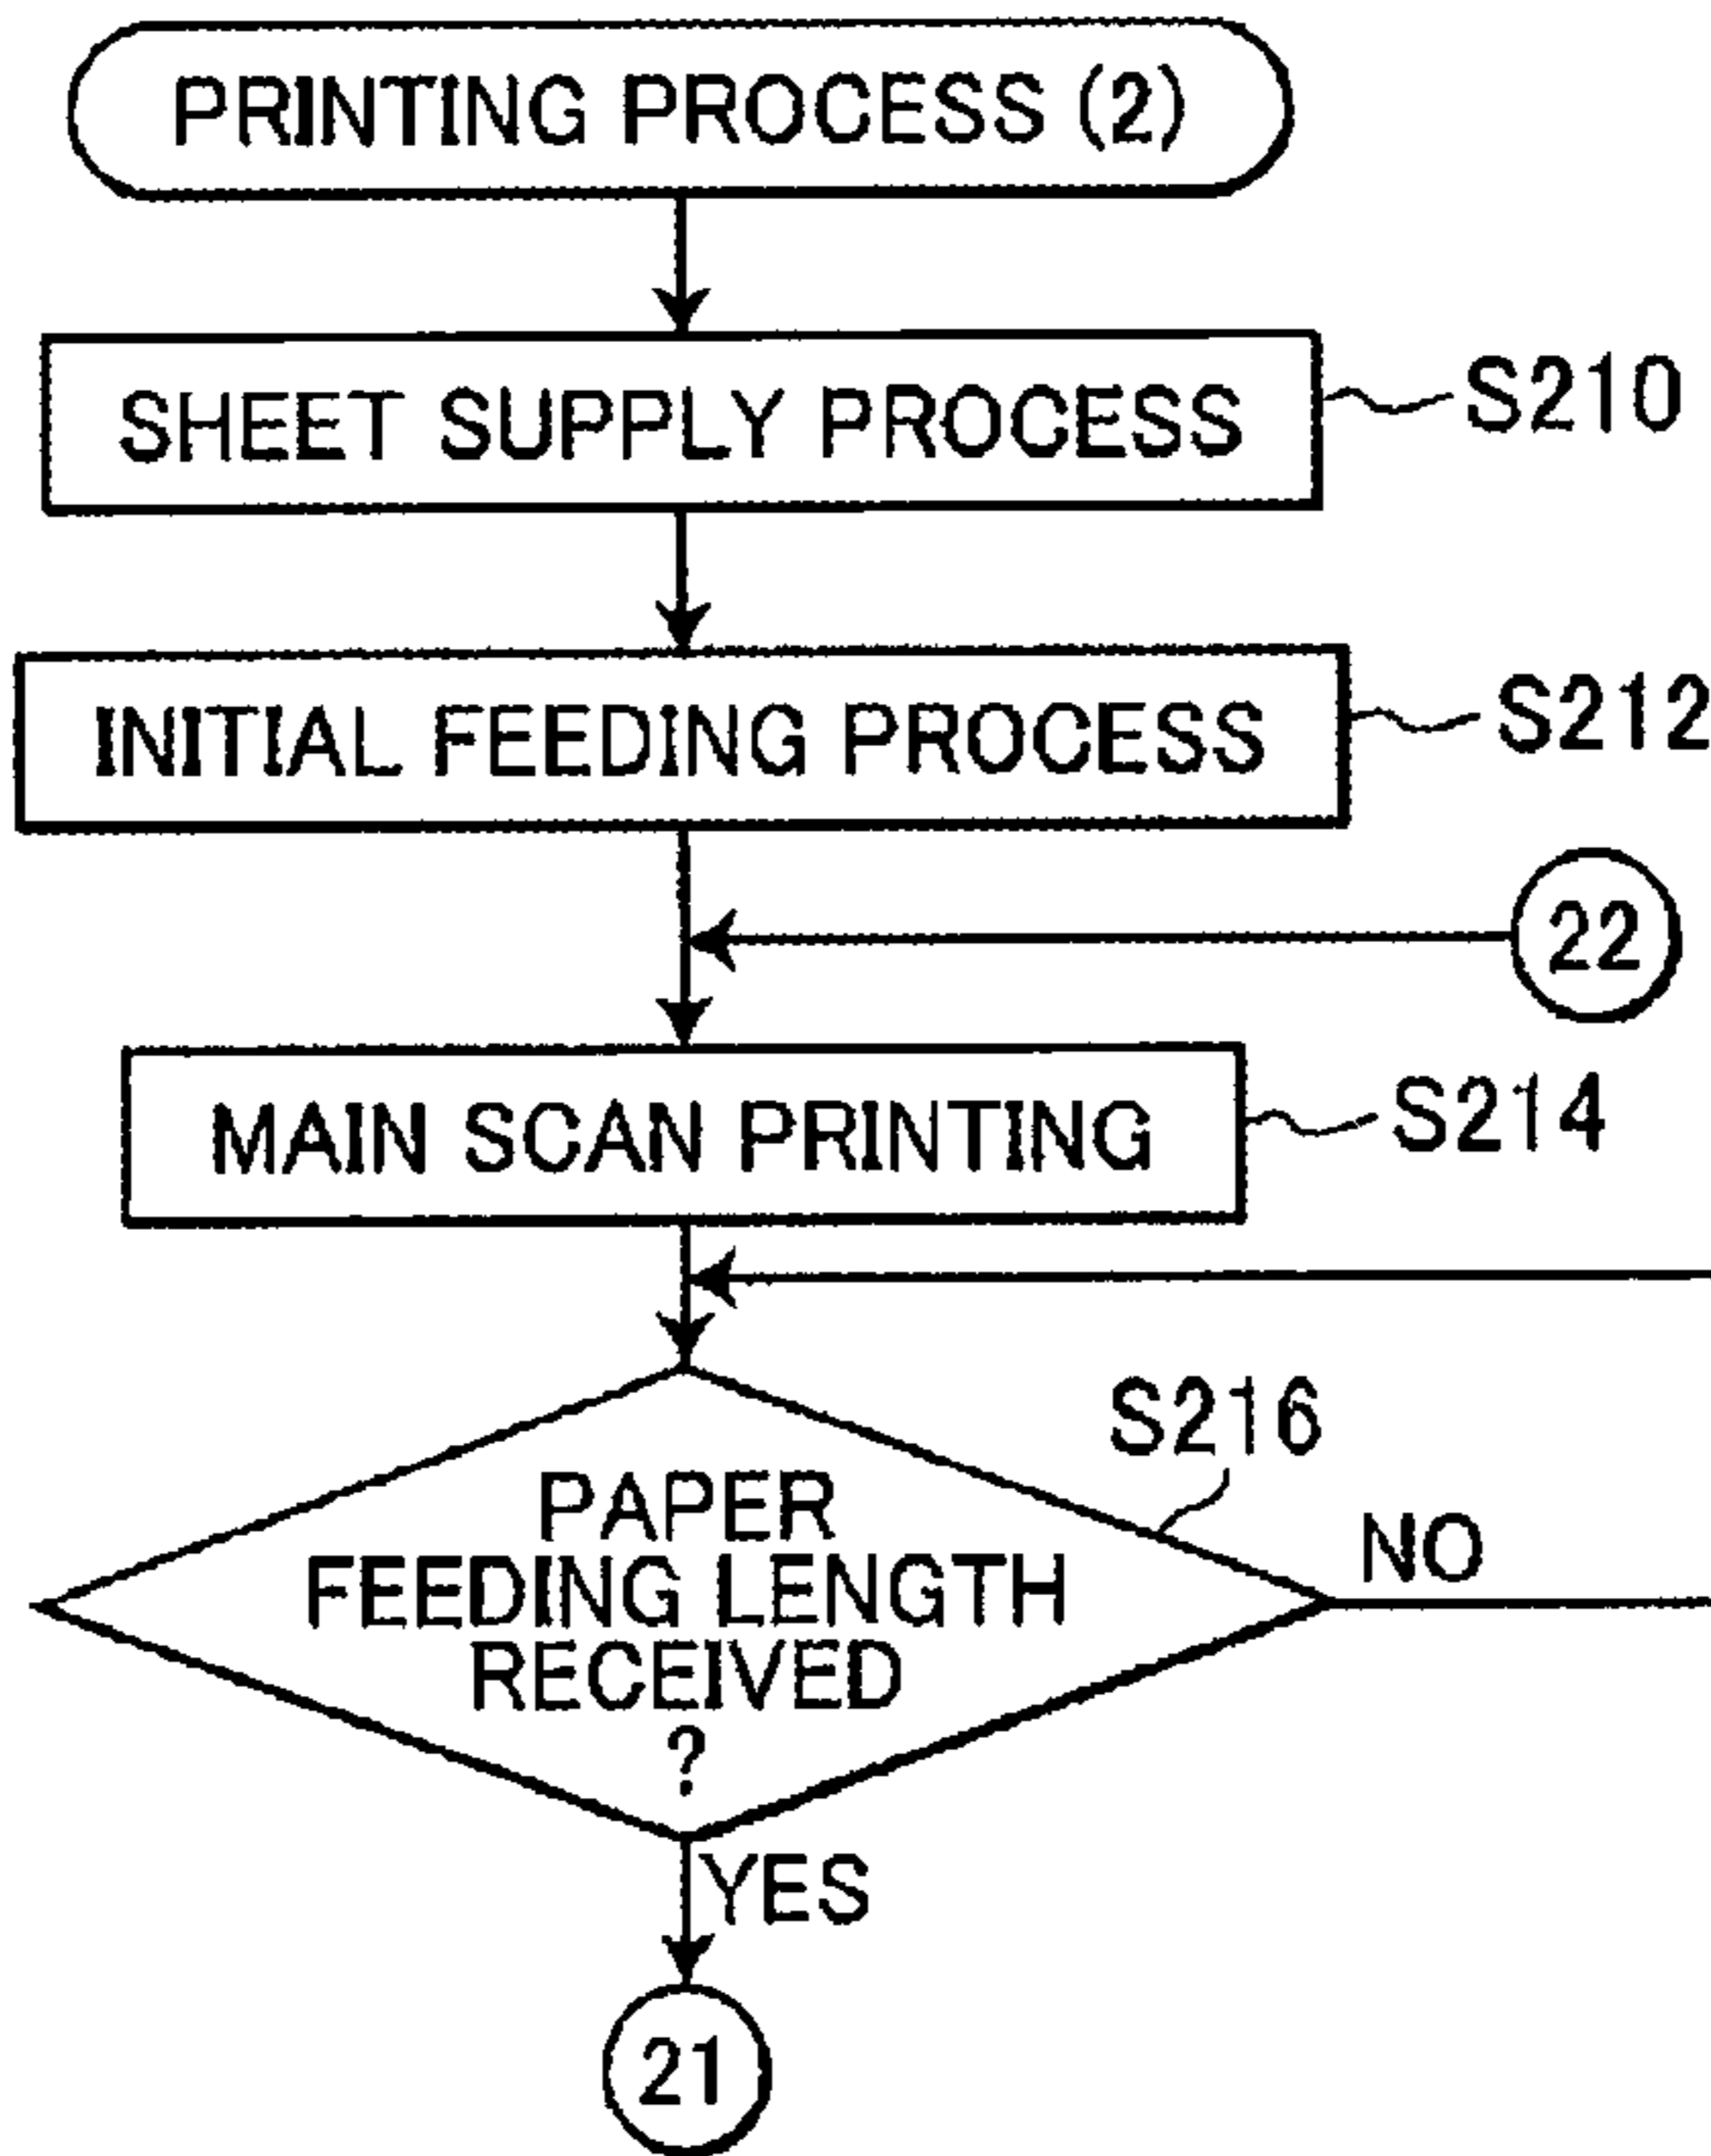 PRINTING PROCESS (2)
SHEET SUPPLY PROCESS
S210
INITIAL FEEDING PROCESS
S212
22
MAIN SCAN PRINTING
S214
S216
PAPER
FEEDING LENGTH
RECEIVED
?
NO
YES
21